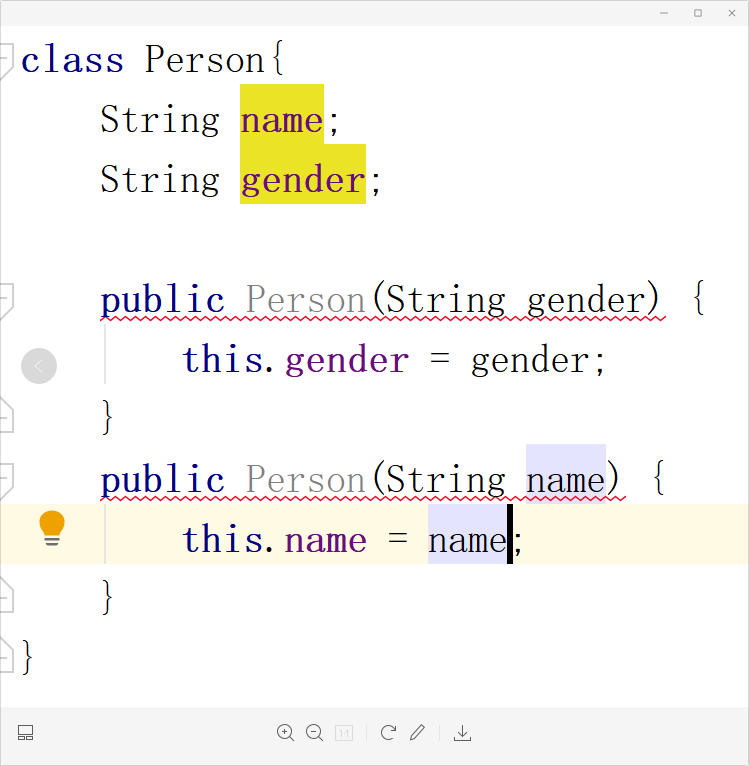 class Person{
String name;
String gender;
public Person(String gender) {
this.gender = gender;
}
public Person(String name) {
this.name = name;
}
}
1:1